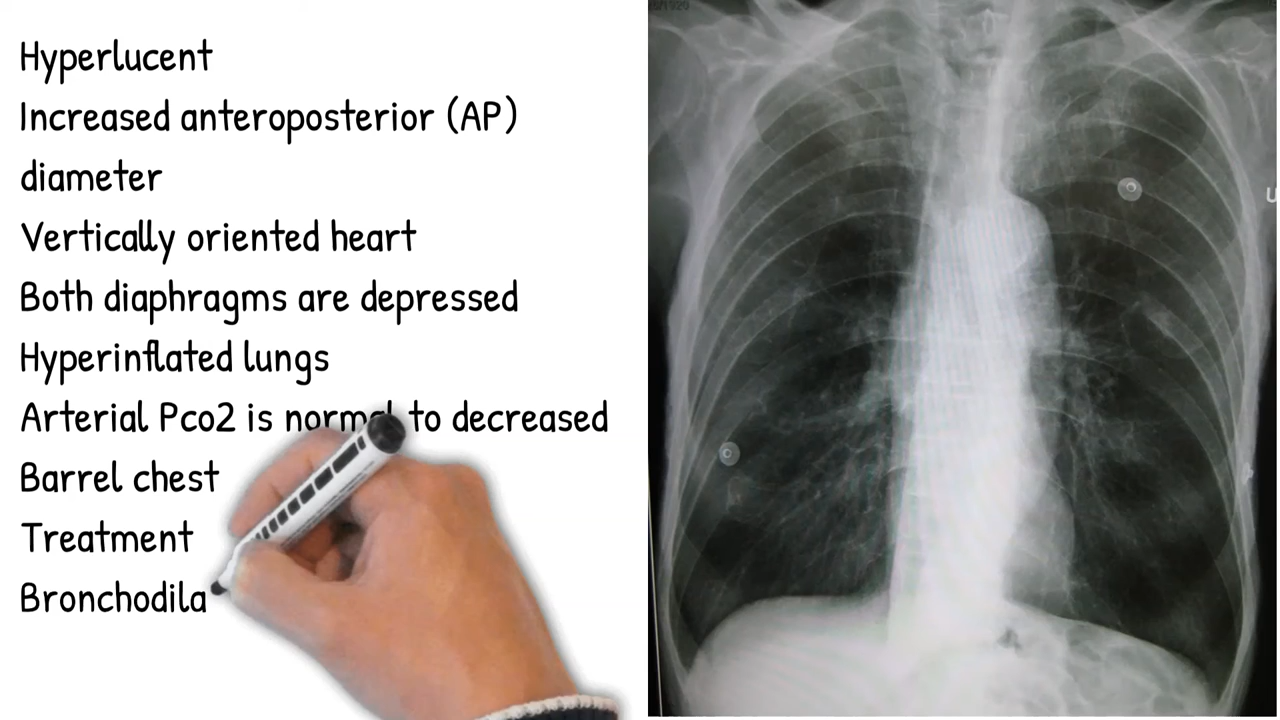 Hyperlucent
Increased anteroposterior (AP)
diameter
Vertically oriented heart
Both diaphragms are depressed
Hyperinflated lungs
Arterial Pco2 is normal to decreased
Barrel chest
Treatment
Bronchodila
U